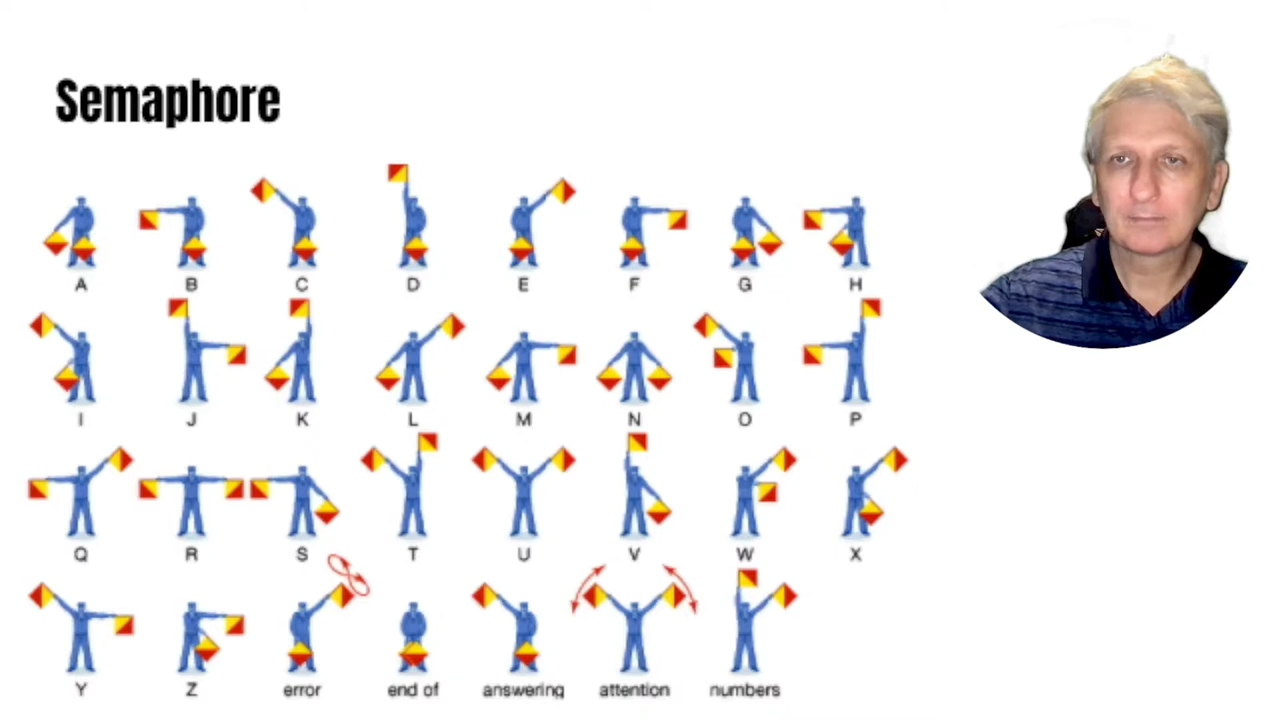 Semaphore
A B C D E F G H
I J K L M N O P
Q R S T U V W X
Y Z error end of answering attention numbers